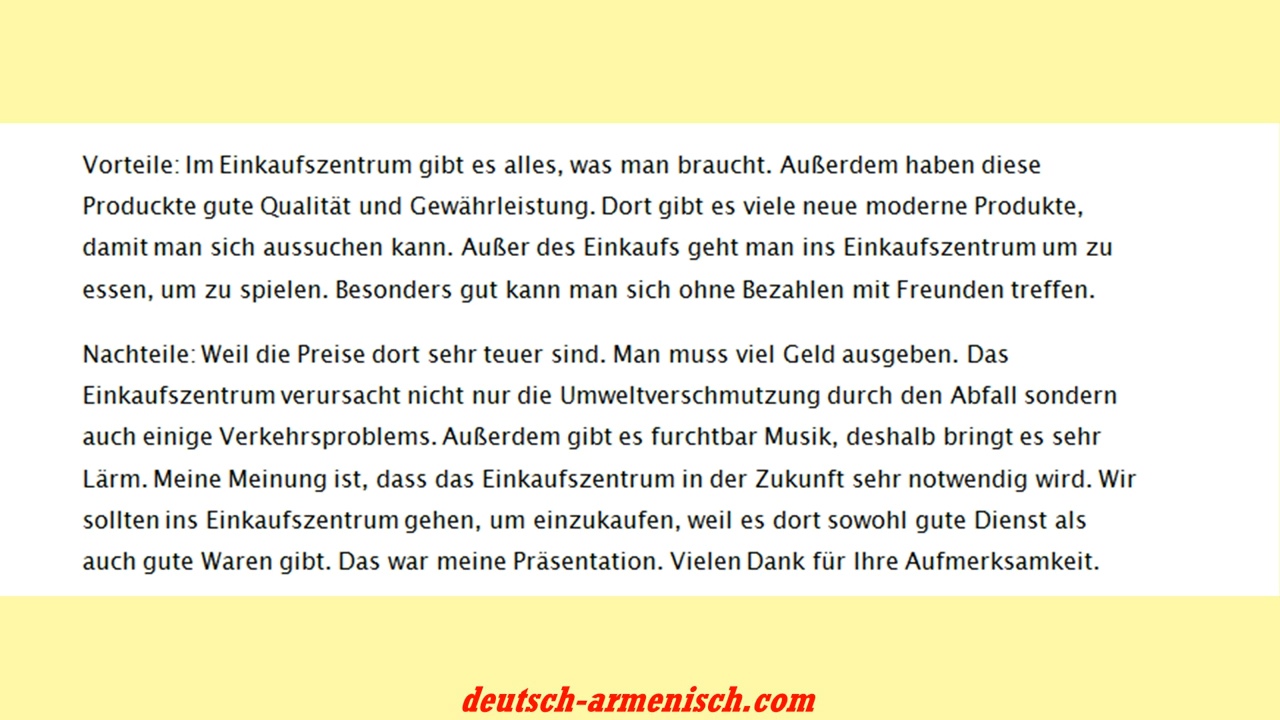 Vorteile: Im Einkaufszentrum gibt es alles, was man braucht. Außerdem haben diese
Produckte gute Qualität und Gewährleistung. Dort gibt es viele neue moderne Produkte,
damit man sich aussuchen kann. Außer des Einkaufs geht man ins Einkaufszentrum um zu
essen, um zu spielen. Besonders gut kann man sich ohne Bezahlen mit Freunden treffen.
Nachteile: Weil die Preise dort sehr teuer sind. Man muss viel Geld ausgeben. Das
Einkaufszentrum verursacht nicht nur die Umweltverschmutzung durch den Abfall sondern
auch einige Verkehrsproblems. Außerdem gibt es furchtbar Musik, deshalb bringt es sehr
Lärm. Meine Meinung ist, dass das Einkaufszentrum in der Zukunft sehr notwendig wird. Wir
sollten ins Einkaufszentrum gehen, um einzukaufen, weil es dort sowohl gute Dienst als
auch gute Waren gibt. Das war meine Präsentation. Vielen Dank für Ihre Aufmerksamkeit.
deutsch-armenisch.com